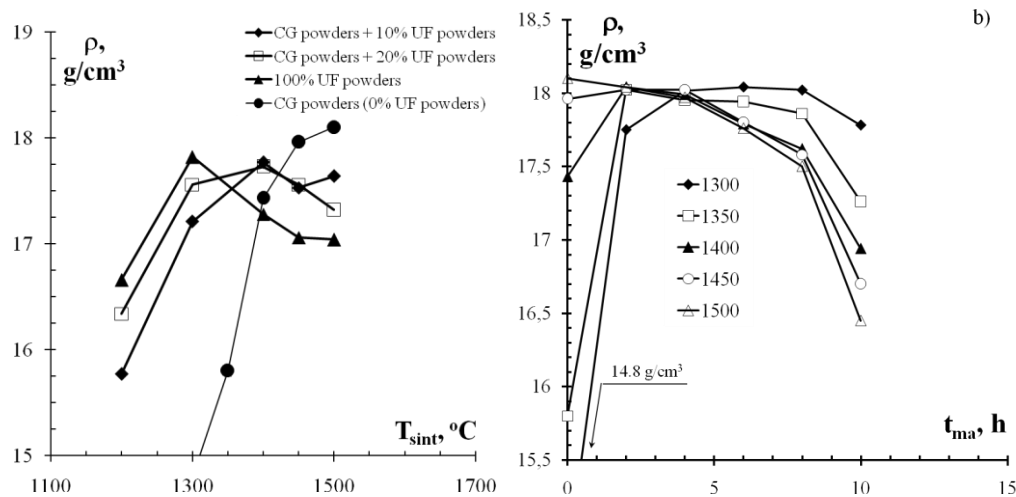 19
18
17
16
15
1100
1300
1500
1700
ρ,
g/cm³
CG powders + 10% UF powders
CG powders + 20% UF powders
100% UF powders
CG powders (0% UF powders)
T_sint, °C
b)
18,5
18
17,5
17
16,5
16
15,5
0
5
10
15
ρ,
g/cm³
1300
1350
1400
1450
1500
14.8 g/cm³
t_ma, h